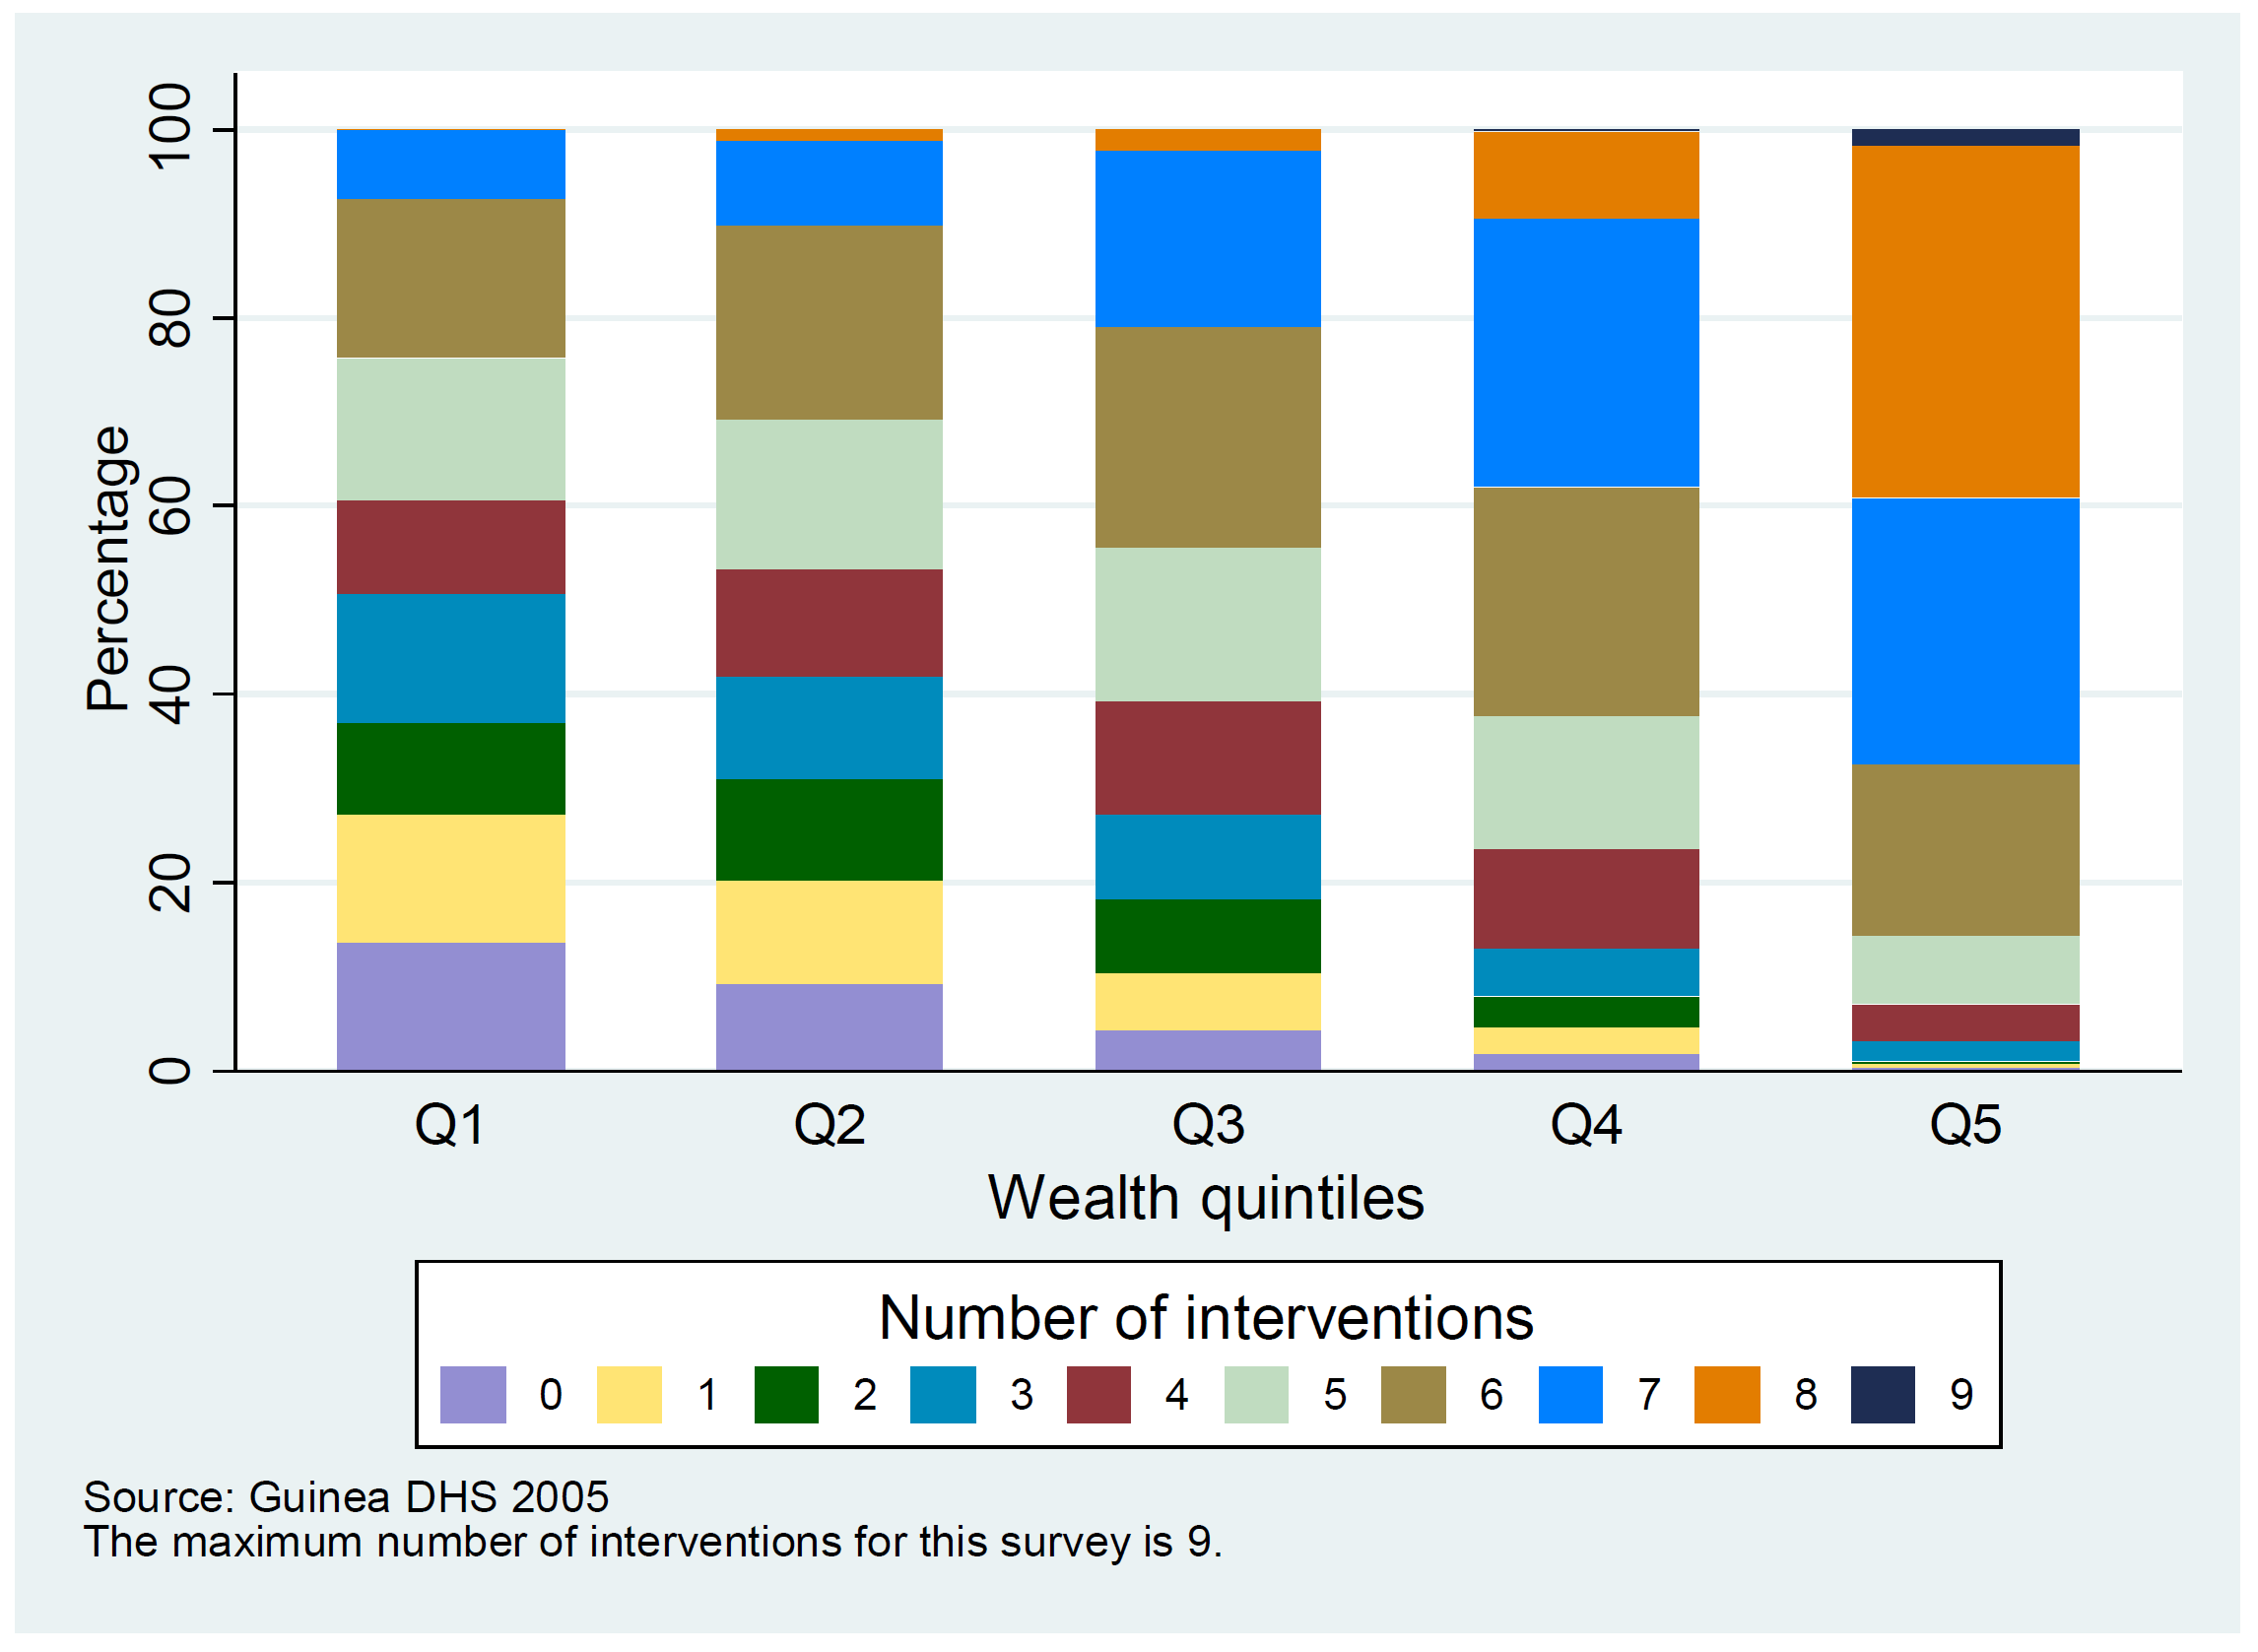 100
80
60
40
20
0
Percentage
Q1 Q2 Q3 Q4 Q5
Wealth quintiles
Number of interventions
0 1 2 3 4 5 6 7 8 9
Source: Guinea DHS 2005
The maximum number of interventions for this survey is 9.